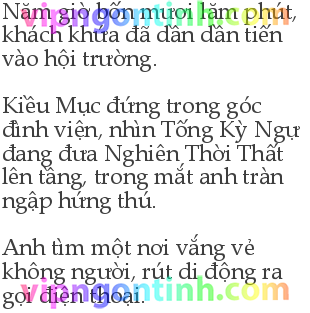 Năm giờ bốn mươi lăm phút,
khách khứa đã dần dần tiến
vào hội trường.
Kiều Mục đứng trong góc
đình viện, nhìn Tống Kỳ Ngự
đang đưa Nghiên Thời Thất
lên tầng, trong mắt anh tràn
ngập hứng thú.
Anh tìm một nơi vắng vẻ
không người, rút di động ra
gọi điện thoại.
vipngontinh.com
vipngontinh.com